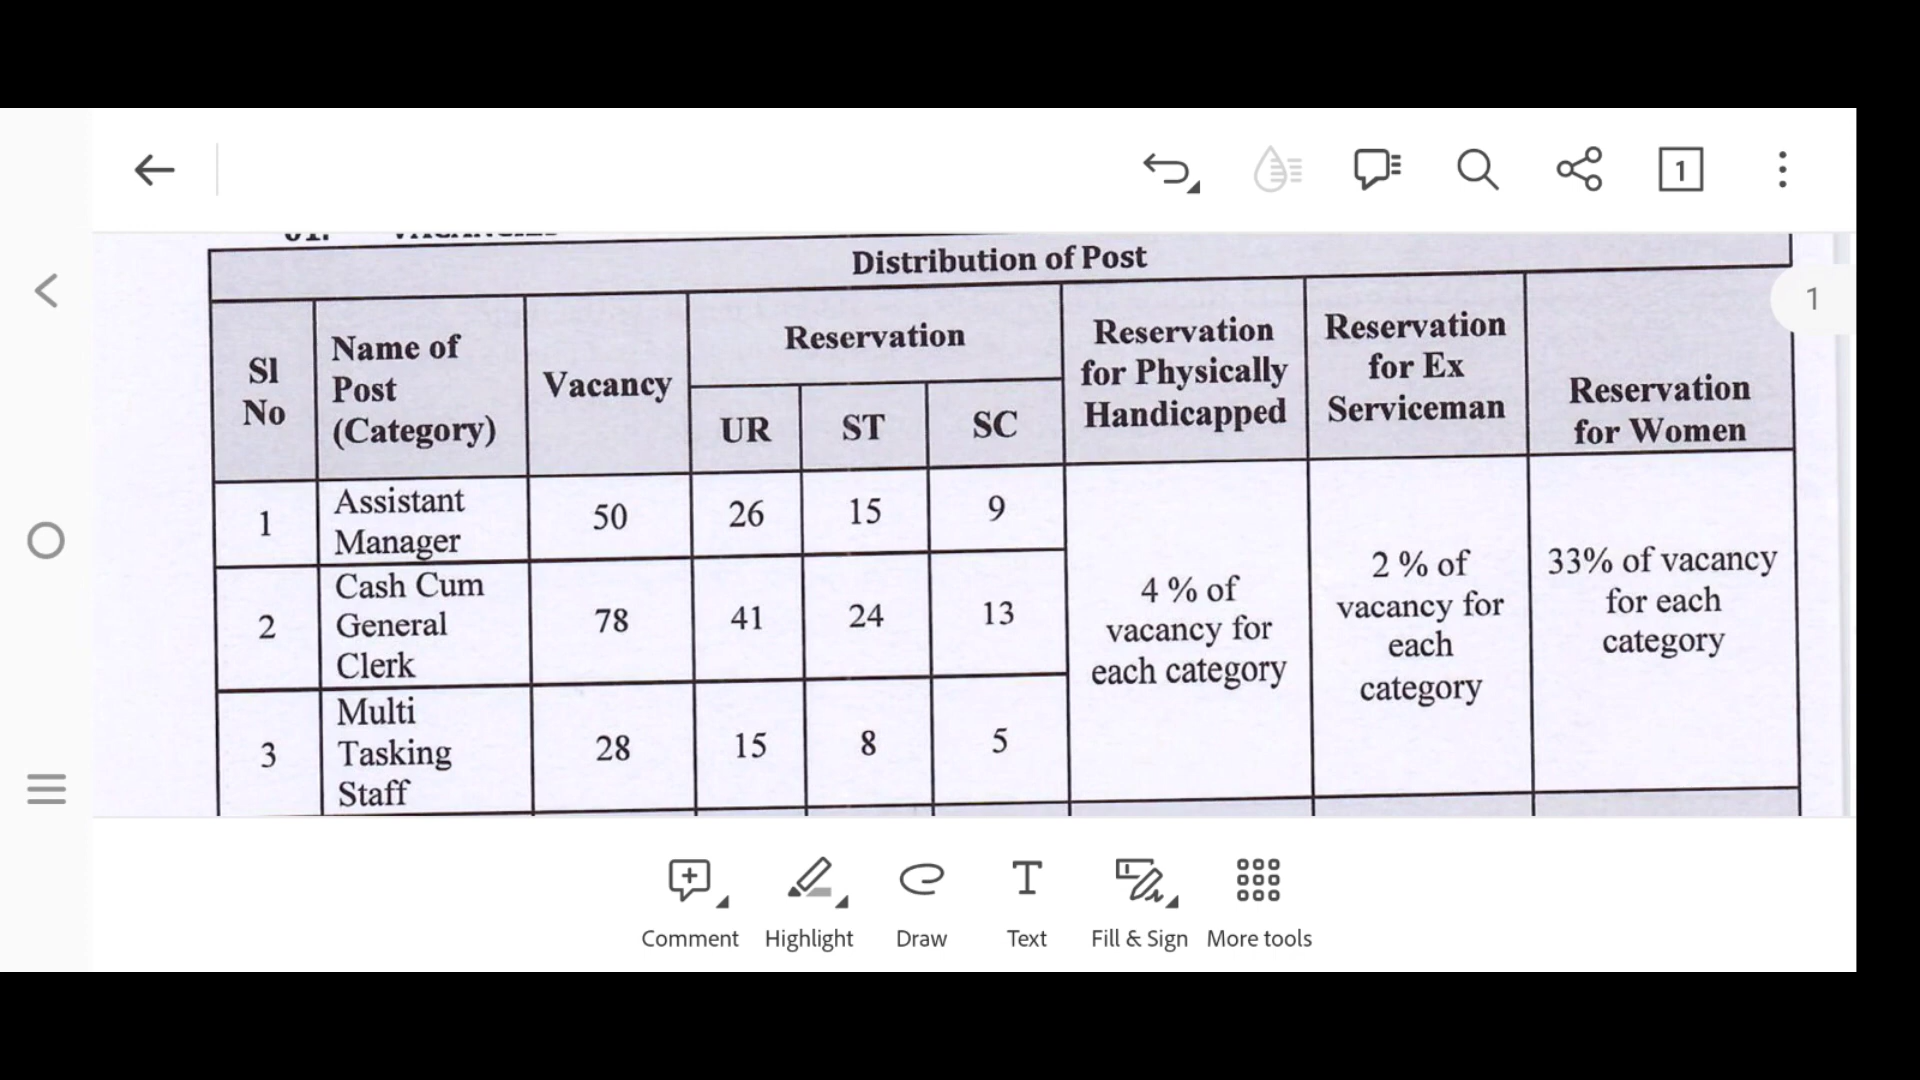 1
Distribution of Post
Sl No
Name of Post (Category)
Vacancy
Reservation
UR
ST
SC
Reservation for Physically Handicapped
Reservation for Ex Serviceman
Reservation for Women
1
1
Assistant Manager
50
26
15
9
2
Cash Cum General Clerk
78
41
24
13
3
Multi Tasking Staff
28
15
8
5
4 % of vacancy for each category
2 % of vacancy for each category
33% of vacancy for each category
Comment
Highlight
Draw
Text
Fill & Sign
More tools